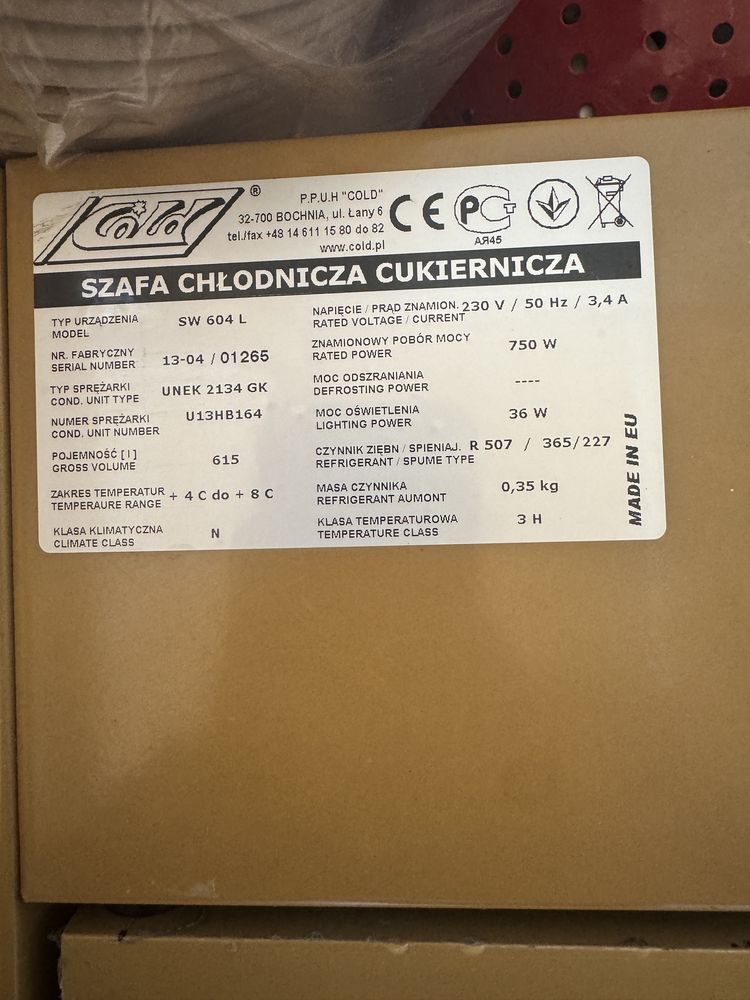 COLD ®
P.P.U.H "COLD"
32-700 BOCHNIA, ul. Łany 6
tel./fax +48 14 611 15 80 do 82
www.cold.pl
CE
РСТ
АЯ45
SZAFA CHŁODNICZA CUKIERNICZA
TYP URZĄDZENIA
MODEL
SW 604 L
NR. FABRYCZNY
SERIAL NUMBER
13-04 / 01265
TYP SPRĘŻARKI
COND. UNIT TYPE
UNEK 2134 GK
NUMER SPRĘŻARKI
COND. UNIT NUMBER
U13HB164
POJEMNOŚĆ [ l ]
GROSS VOLUME
615
ZAKRES TEMPERATUR
TEMPERAURE RANGE
+ 4 C do + 8 C
KLASA KLIMATYCZNA
CLIMATE CLASS
N
NAPIĘCIE / PRĄD ZNAMION.
RATED VOLTAGE / CURRENT
230 V / 50 Hz / 3,4 A
ZNAMIONOWY POBÓR MOCY
RATED POWER
750 W
MOC ODSZRANIANIA
DEFROSTING POWER
----
MOC OŚWIETLENIA
LIGHTING POWER
36 W
CZYNNIK ZIĘBN / SPIENIAJ.
REFRIGERANT / SPUME TYPE
R 507 / 365/227
MASA CZYNNIKA
REFRIGERANT AUMONT
0,35 kg
KLASA TEMPERATUROWA
TEMPERATURE CLASS
3 H
MADE IN EU